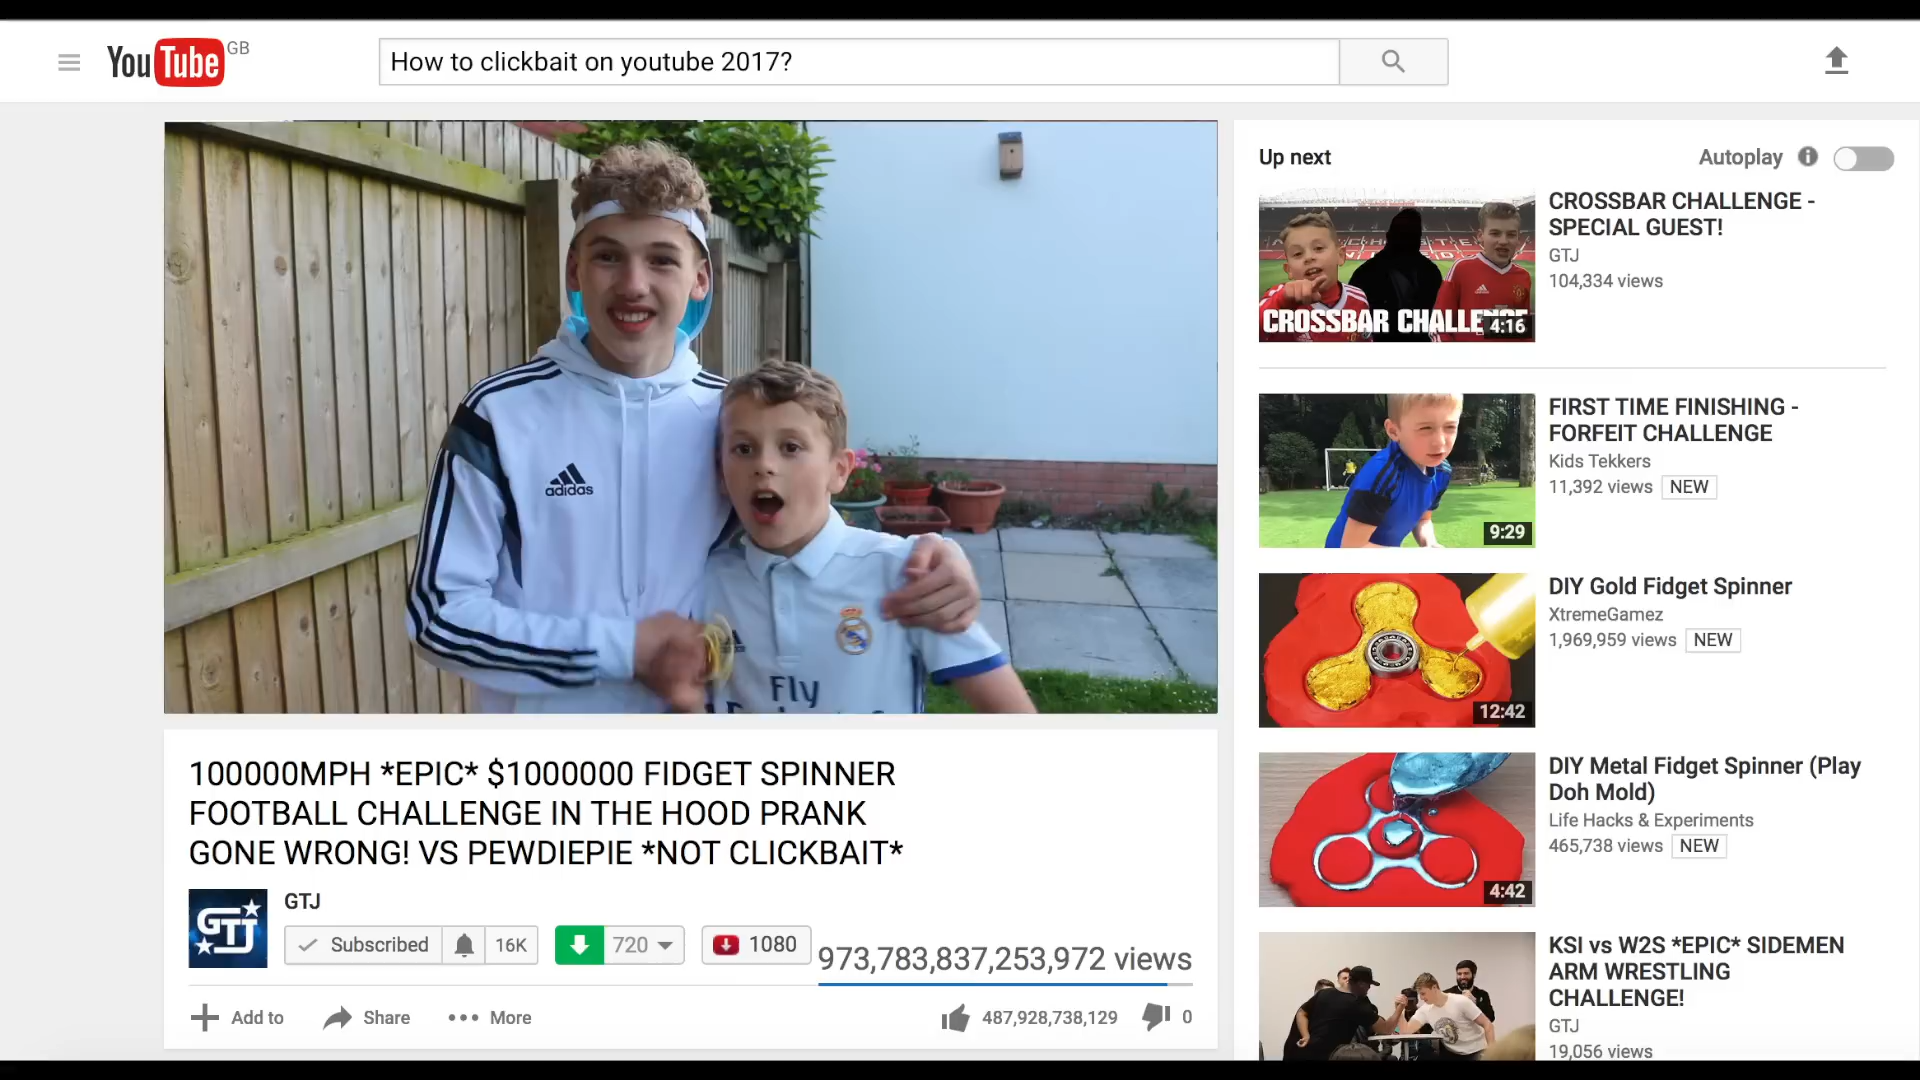 YouTube GB
How to clickbait on youtube 2017?
adidas
Fly
100000MPH *EPIC* $1000000 FIDGET SPINNER
FOOTBALL CHALLENGE IN THE HOOD PRANK
GONE WRONG! VS PEWDIEPIE *NOT CLICKBAIT*
GTJ
GTJ
Subscribed
16K
720
1080
973,783,837,253,972 views
Add to
Share
More
487,928,738,129
0
Up next
Autoplay
CROSSBAR CHALLENGE
4:16
CROSSBAR CHALLENGE -
SPECIAL GUEST!
GTJ
104,334 views
9:29
FIRST TIME FINISHING -
FORFEIT CHALLENGE
Kids Tekkers
11,392 views NEW
12:42
DIY Gold Fidget Spinner
XtremeGamez
1,969,959 views NEW
4:42
DIY Metal Fidget Spinner (Play
Doh Mold)
Life Hacks & Experiments
465,738 views NEW
KSI vs W2S *EPIC* SIDEMEN
ARM WRESTLING
CHALLENGE!
GTJ
19,056 views